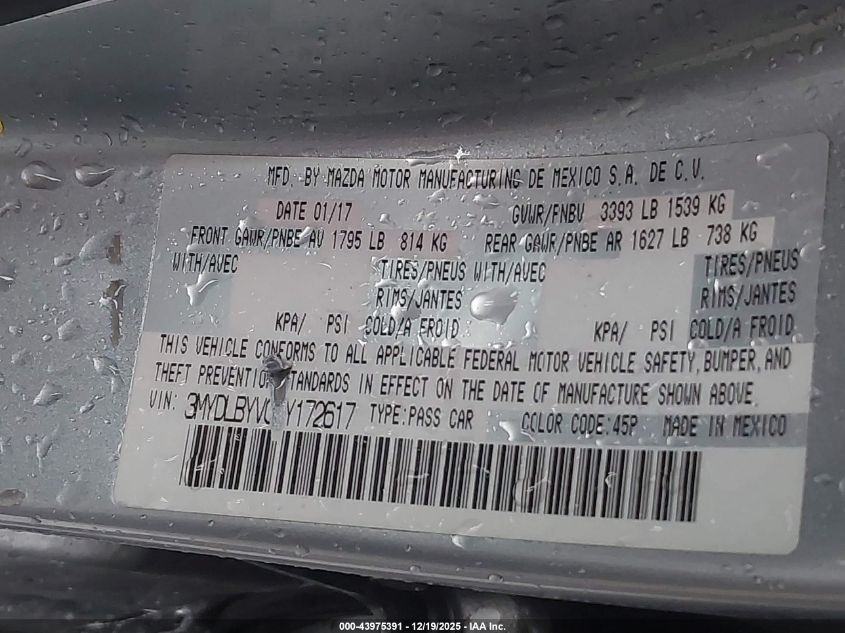 MFD. BY MAZDA MOTOR MANUFACTURING DE MEXICO S.A. DE C.V.
DATE 01/17 GVWR/PNBV 3393 LB 1539 KG
FRONT GAWR/PNBE AV 1795 LB 814 KG REAR GAWR/PNBE AR 1627 LB 738 KG
WITH/AVEC TIRES/PNEUS WITH/AVEC TIRES/PNEUS
RIMS/JANTES RIMS/JANTES
KPA/ PSI COLD/A FROID KPA/ PSI COLD/A FROID
THIS VEHICLE CONFORMS TO ALL APPLICABLE FEDERAL MOTOR VEHICLE SAFETY, BUMPER, AND
THEFT PREVENTION STANDARDS IN EFFECT ON THE DATE OF MANUFACTURE SHOWN ABOVE.
VIN: TYPE:PASS CAR COLOR CODE:45P MADE IN MEXICO
000-43975391 - 12/19/2025 - IAA Inc.